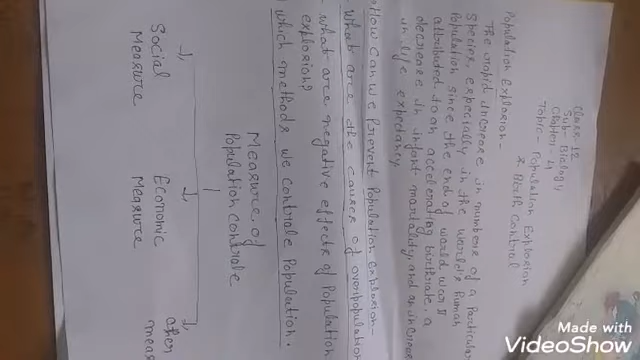 Class 12
Sub- Biology
Chapter- 4
Topic- Population Explosion
& Birth Control
Population Explosion-
The rapid increase in numbers of a Particular
Species, especially in the world's human
Population since the end of world war II
attributed to an accelerating birthrate, a
decrease in infant mortality and an increase
in life expectancy
How can we Prevent Population explosion-
what are the causes of overpopulation
what are negative effects of Population
explosion?
which methods we controle Population.
Measure of
Population controle
Social
Measure
Economic
Measure
other
Made with
VideoShow